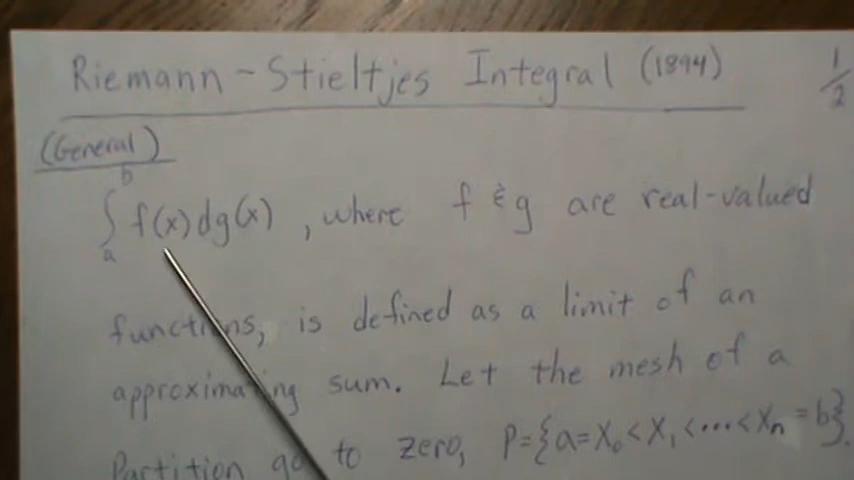 Riemann - Stieltjes Integral (1894) 1/2
(General)
∫_a^b f(x)dg(x), where f & g are real-valued
functions, is defined as a limit of an
approximating sum. Let the mesh of a
Partition go to zero, P={a=X₀<X₁<...<Xₙ=b}.